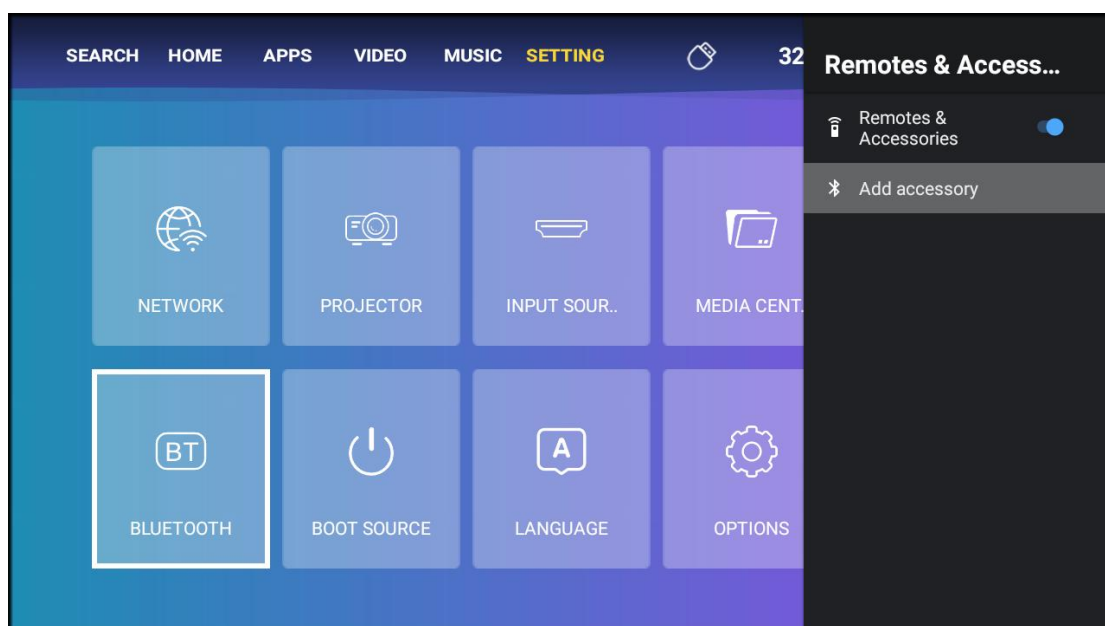 SEARCH HOME APPS VIDEO MUSIC SETTING 32
Remotes & Access...
Remotes &
Accessories
Add accessory
NETWORK PROJECTOR INPUT SOUR.. MEDIA CENT.
BT A
BLUETOOTH BOOT SOURCE LANGUAGE OPTIONS